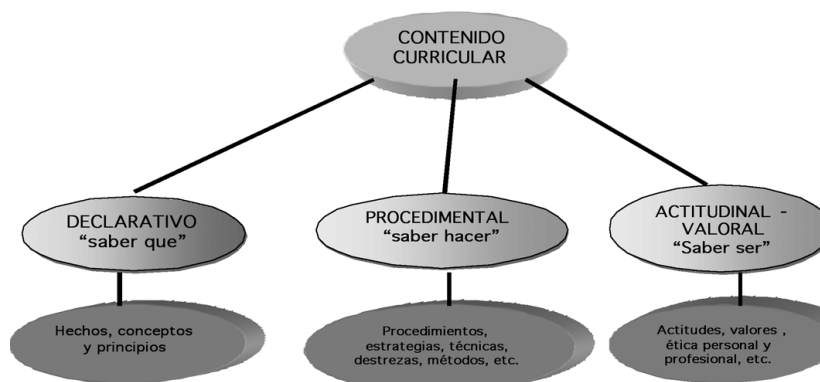 CONTENIDO
CURRICULAR
DECLARATIVO
“saber que”
PROCEDIMENTAL
“saber hacer”
ACTITUDINAL -
VALORAL
“Saber ser”
Hechos, conceptos
y principios
Procedimientos,
estrategias, técnicas,
destrezas, métodos, etc.
Actitudes, valores ,
ética personal y
profesional, etc.